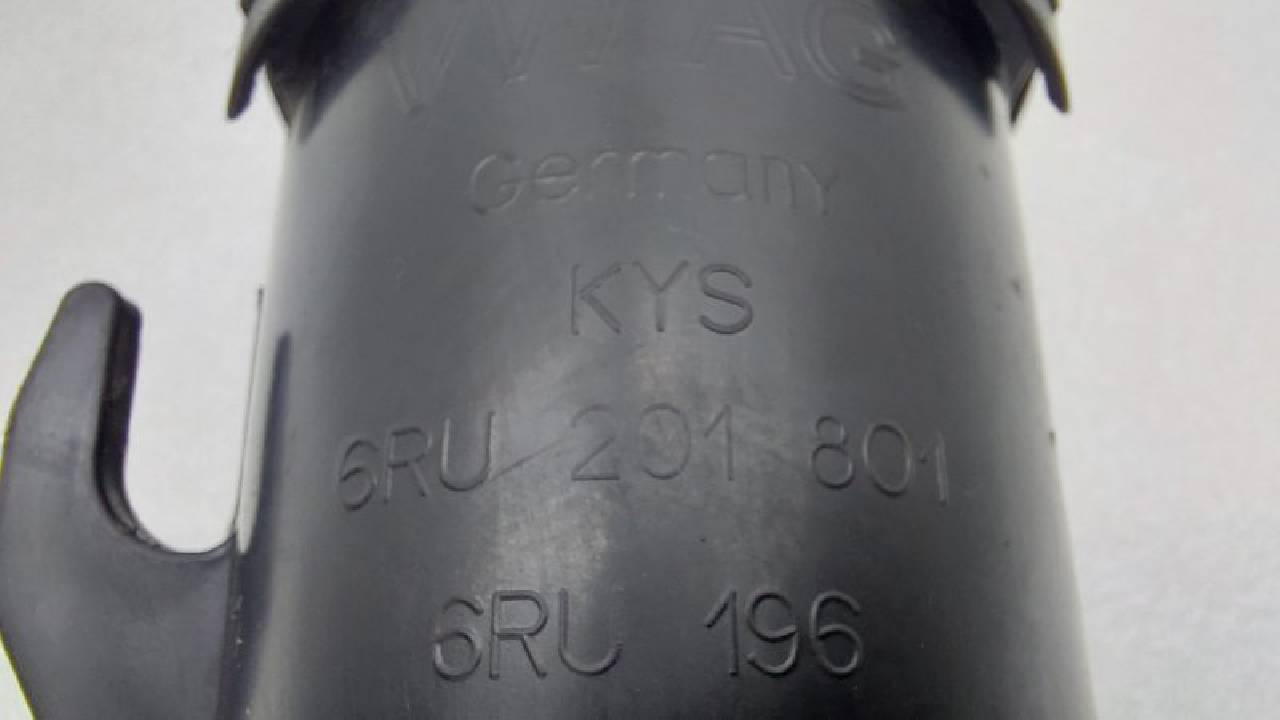 Germany
KYS
6RU 201 801
6RU 196